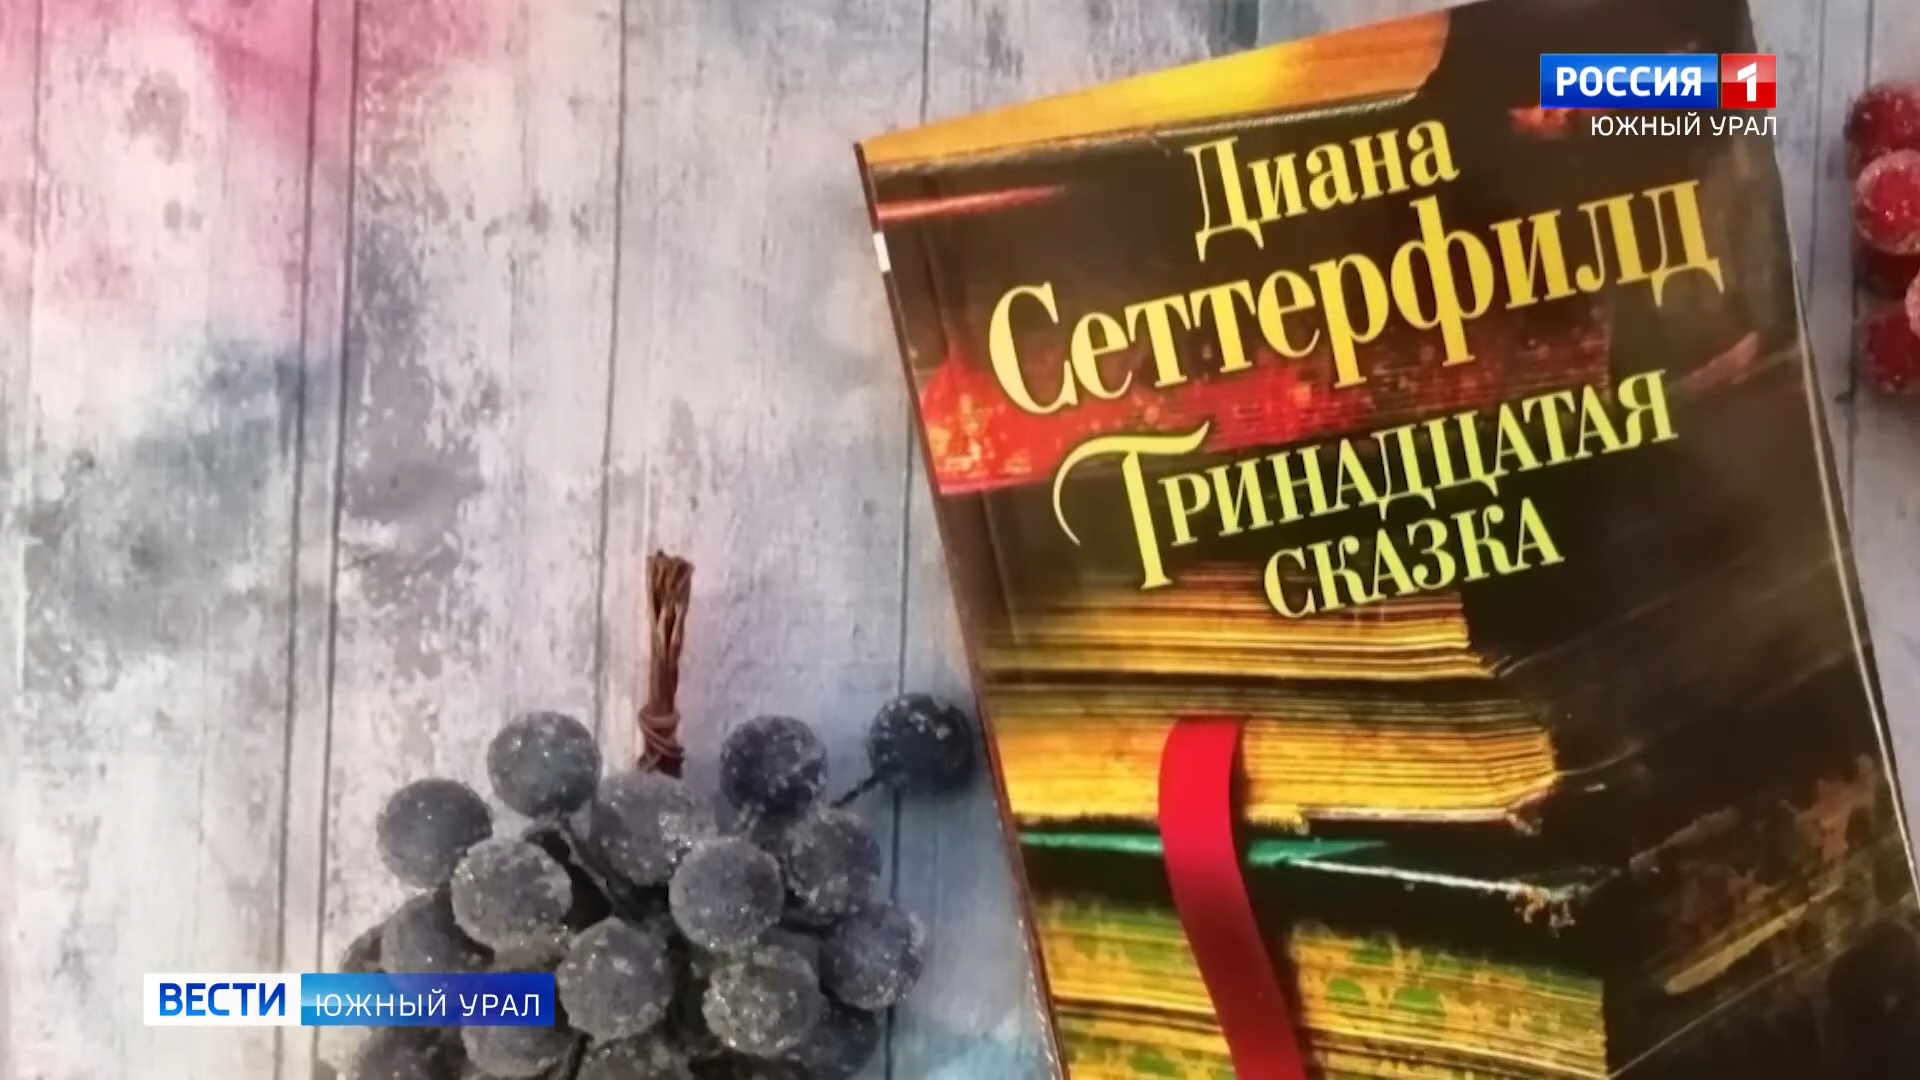 РОССИЯ 1
ЮЖНЫЙ УРАЛ
Диана
Сеттерфилд
Тринадцатая
сказка
ВЕСТИ ЮЖНЫЙ УРАЛ